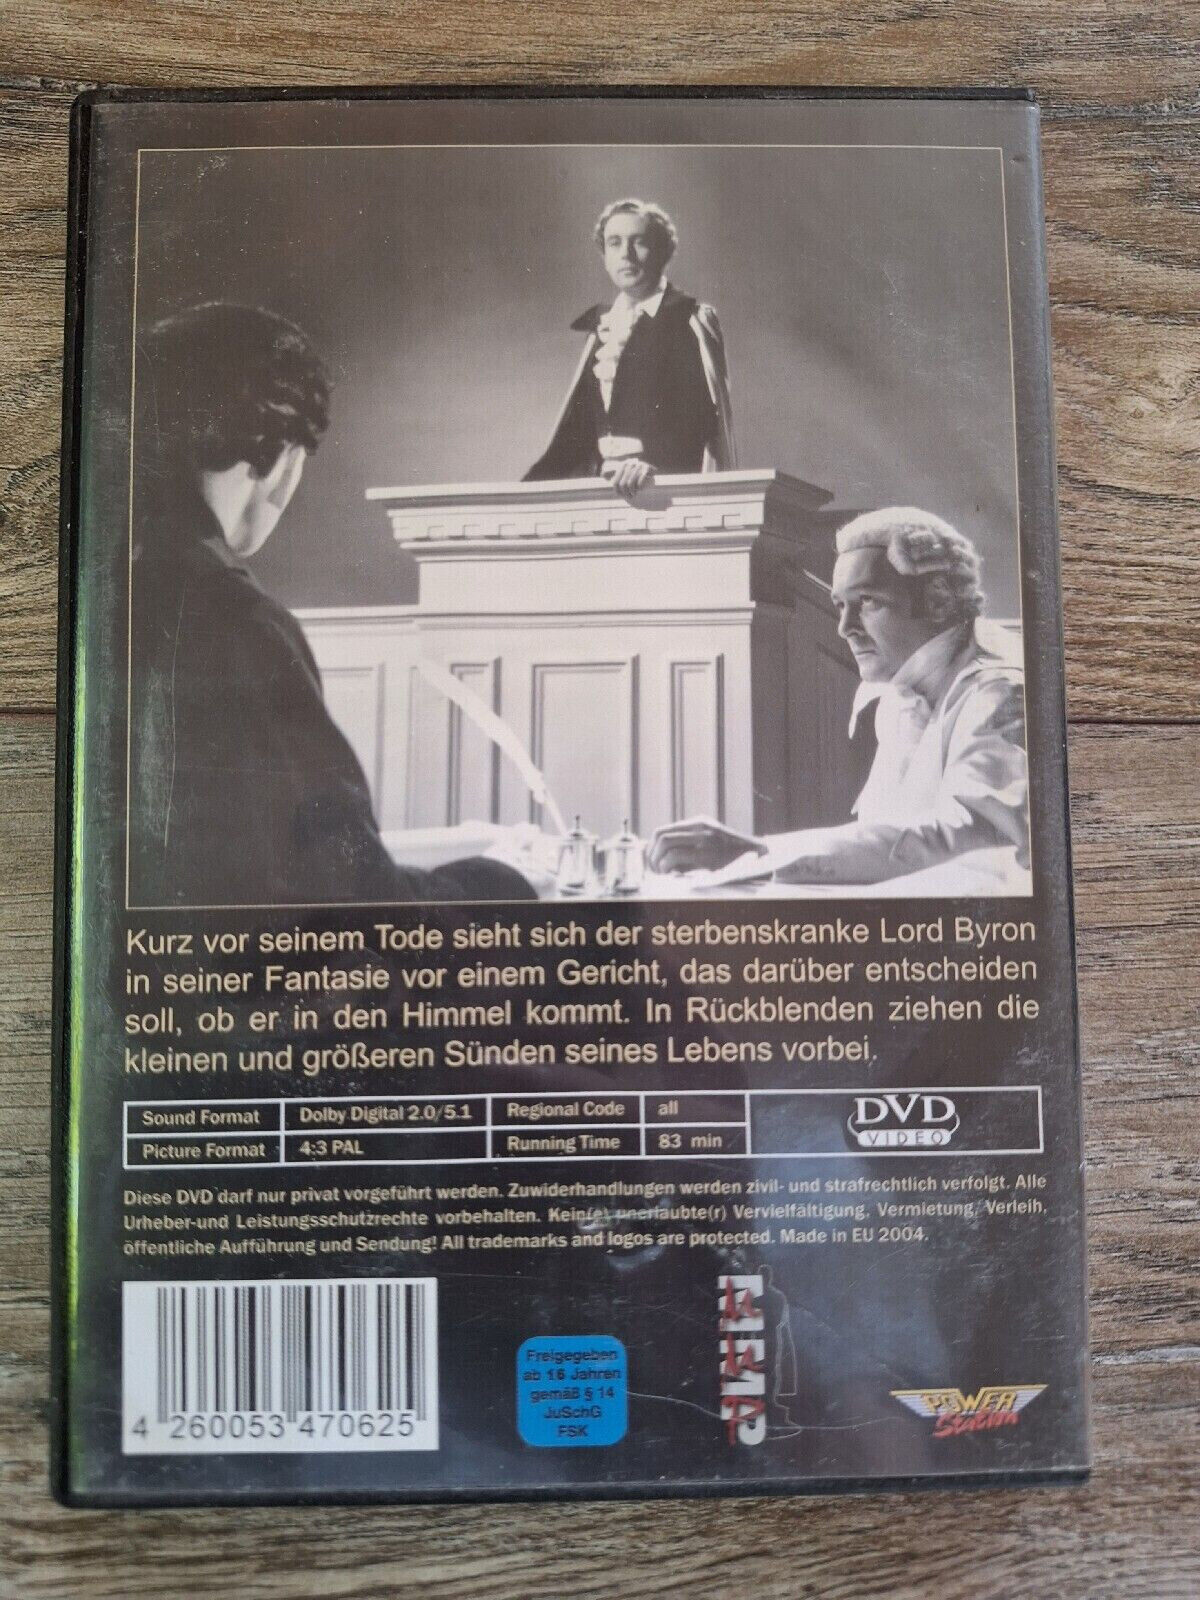 Kurz vor seinem Tode sieht sich der sterbenskranke Lord Byron
in seiner Fantasie vor einem Gericht, das darüber entscheiden
soll, ob er in den Himmel kommt. In Rückblenden ziehen die
kleinen und größeren Sünden seines Lebens vorbei.
Sound Format Dolby Digital 2.0/5.1 Regional Code all
Picture Format 4:3 PAL Running Time 83 min
DVD
VIDEO
Diese DVD darf nur privat vorgeführt werden. Zuwiderhandlungen werden zivil- und strafrechtlich verfolgt. Alle
Urheber-und Leistungsschutzrechte vorbehalten. Kein(e) unerlaubte(r) Vervielfältigung, Vermietung, Verleih,
öffentliche Aufführung und Sendung! All trademarks and logos are protected. Made in EU 2004.
4 260053 470625
Freigegeben
ab 16 Jahren
gemäß § 14
JuSchG
FSK
POWER
Station